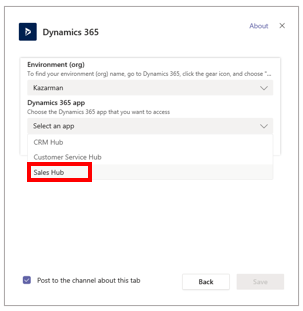 Dynamics 365
About
Environment (org)
To find your environment (org) name, go to Dynamics 365, click the gear icon, and choose "...
Kazarman
Dynamics 365 app
Choose the Dynamics 365 app that you want to access
Select an app
CRM Hub
Customer Service Hub
Sales Hub
Post to the channel about this tab
Back
Save